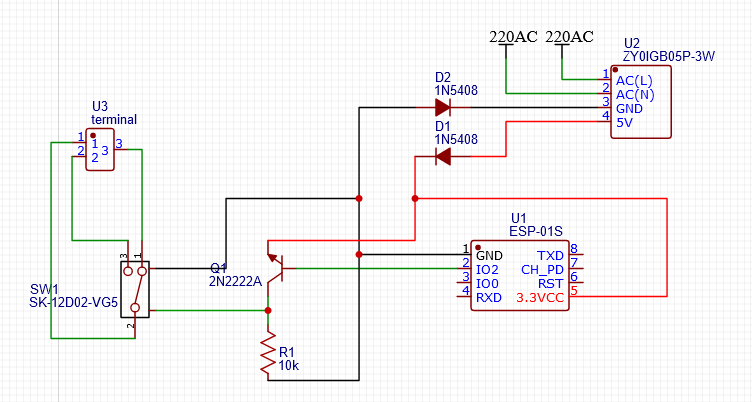 220AC 220AC
U2
ZY0IGB05P-3W
1 AC(L)
2 AC(N)
3 GND
4 5V
D2
1N5408
D1
1N5408
U3
terminal
1 1
2 2 3 3
U1
ESP-01S
1 GND TXD 8
2 IO2 CH_PD 7
3 IO0 RST 6
4 RXD 3.3VCC 5
Q1
2N2222A
3 1
SW1
SK-12D02-VG5
2
R1
10k